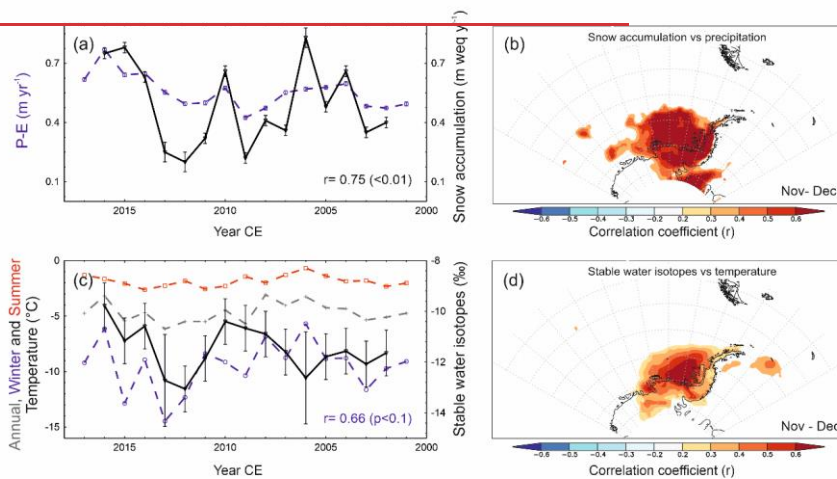 (a)
0.7
0.4
0.1
P-E (m yr⁻¹)
0.7
0.4
0.1
Snow accumulation (m weq y⁻¹)
r= 0.75 (<0.01)
2015
2010
2005
2000
Year CE
(b)
Snow accumulation vs precipitation
Nov- Dec
-0.6 -0.5 -0.4 -0.3 0.2 0.3 0.4 0.5 0.6
Correlation coefficient (r)
(c)
0
-5
-10
-15
Annual, Winter and Summer
Temperature (°C)
-8
-10
-12
-14
Stable water isotopes (‰)
r= 0.66 (p<0.1)
2015
2010
2005
2000
Year CE
(d)
Stable water isotopes vs temperature
Nov - Dec
-0.6 -0.5 -0.4 -0.3 0.2 0.3 0.4 0.5 0.6
Correlation coefficient (r)